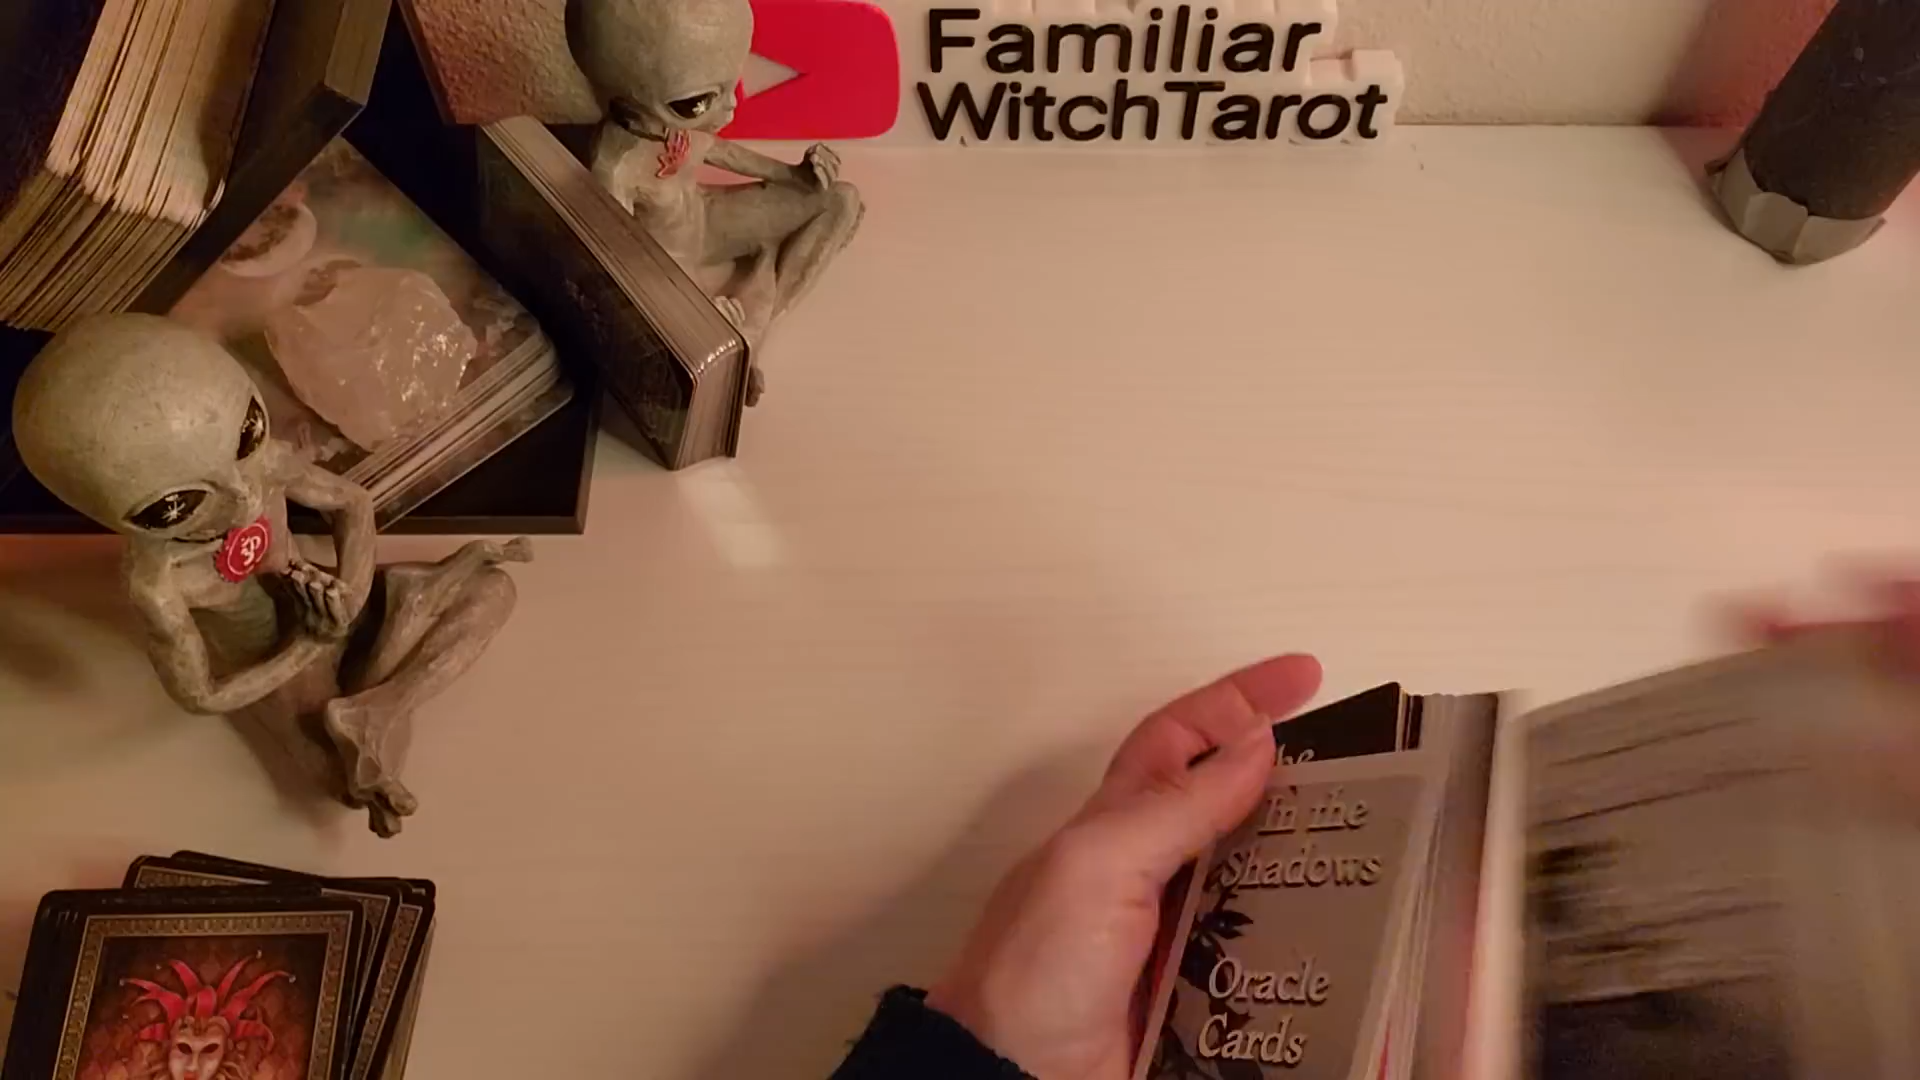 Familiar
WitchTarot
In the
Shadows
Oracle
Cards